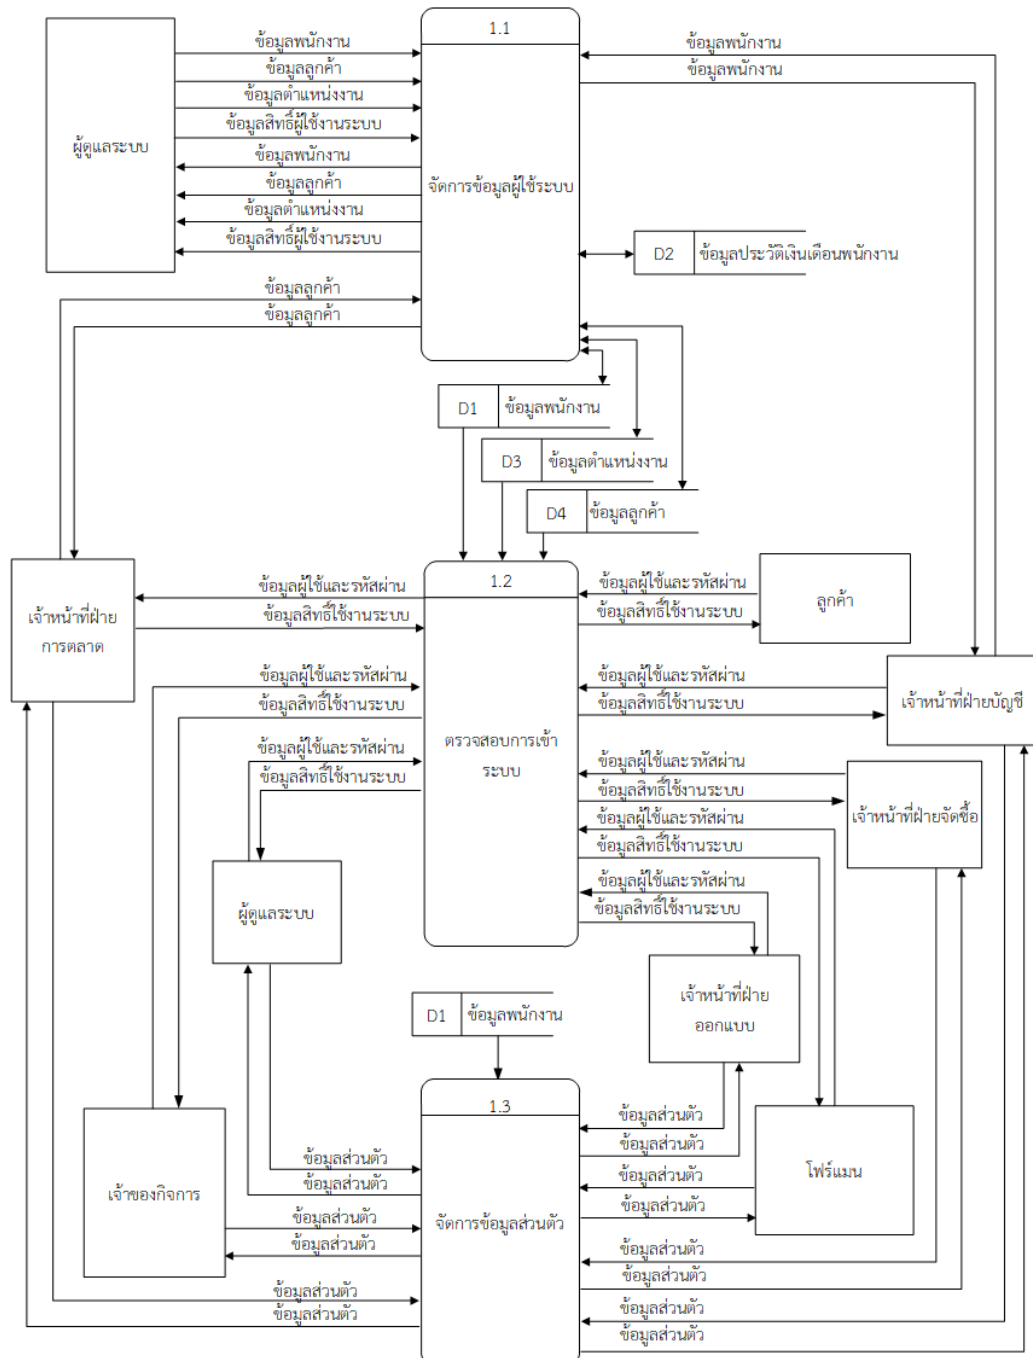 1.1
ข้อมูลพนักงาน
ข้อมูลลูกค้า
ข้อมูลตำแหน่งงาน
ข้อมูลสิทธิ์ผู้ใช้งานระบบ
ข้อมูลพนักงาน
ข้อมูลลูกค้า
ข้อมูลตำแหน่งงาน
ข้อมูลสิทธิ์ผู้ใช้งานระบบ
ผู้ดูแลระบบ
จัดการข้อมูลผู้ใช้ระบบ
ข้อมูลพนักงาน
ข้อมูลพนักงาน
D2 ข้อมูลประวัติเงินเดือนพนักงาน
ข้อมูลลูกค้า
ข้อมูลลูกค้า
D1 ข้อมูลพนักงาน
D3 ข้อมูลตำแหน่งงาน
D4 ข้อมูลลูกค้า
1.2
เจ้าหน้าที่ฝ่าย
การตลาด
ข้อมูลผู้ใช้และรหัสผ่าน
ข้อมูลสิทธิ์ใช้งานระบบ
ข้อมูลผู้ใช้และรหัสผ่าน
ข้อมูลสิทธิ์ใช้งานระบบ
ข้อมูลผู้ใช้และรหัสผ่าน
ข้อมูลสิทธิ์ใช้งานระบบ
ตรวจสอบการเข้า
ระบบ
ข้อมูลผู้ใช้และรหัสผ่าน
ข้อมูลสิทธิ์ใช้งานระบบ
ลูกค้า
ข้อมูลผู้ใช้และรหัสผ่าน
ข้อมูลสิทธิ์ใช้งานระบบ
เจ้าหน้าที่ฝ่ายบัญชี
ข้อมูลผู้ใช้และรหัสผ่าน
ข้อมูลสิทธิ์ใช้งานระบบ
เจ้าหน้าที่ฝ่ายจัดซื้อ
ข้อมูลผู้ใช้และรหัสผ่าน
ข้อมูลสิทธิ์ใช้งานระบบ
ข้อมูลผู้ใช้และรหัสผ่าน
ข้อมูลสิทธิ์ใช้งานระบบ
ผู้ดูแลระบบ
เจ้าหน้าที่ฝ่าย
ออกแบบ
D1 ข้อมูลพนักงาน
1.3
เจ้าของกิจการ
ข้อมูลส่วนตัว
ข้อมูลส่วนตัว
ข้อมูลส่วนตัว
ข้อมูลส่วนตัว
ข้อมูลส่วนตัว
ข้อมูลส่วนตัว
จัดการข้อมูลส่วนตัว
ข้อมูลส่วนตัว
ข้อมูลส่วนตัว
ข้อมูลส่วนตัว
ข้อมูลส่วนตัว
โฟร์แมน
ข้อมูลส่วนตัว
ข้อมูลส่วนตัว
ข้อมูลส่วนตัว
ข้อมูลส่วนตัว